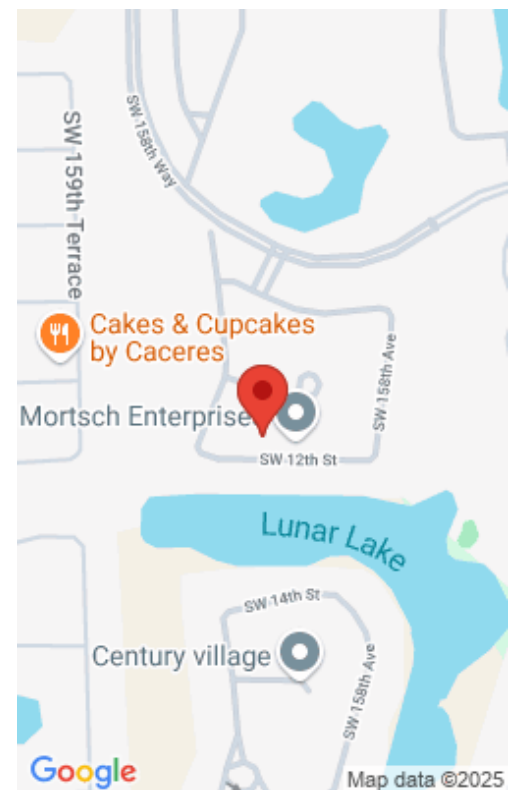 SW 158th Way
SW 159th Terrace
Cakes & Cupcakes
by Caceres
SW 158th Ave
Mortsch Enterprise
SW 12th St
Lunar Lake
SW 14th St
Century village
SW 158th Ave
Google
Map data ©2025